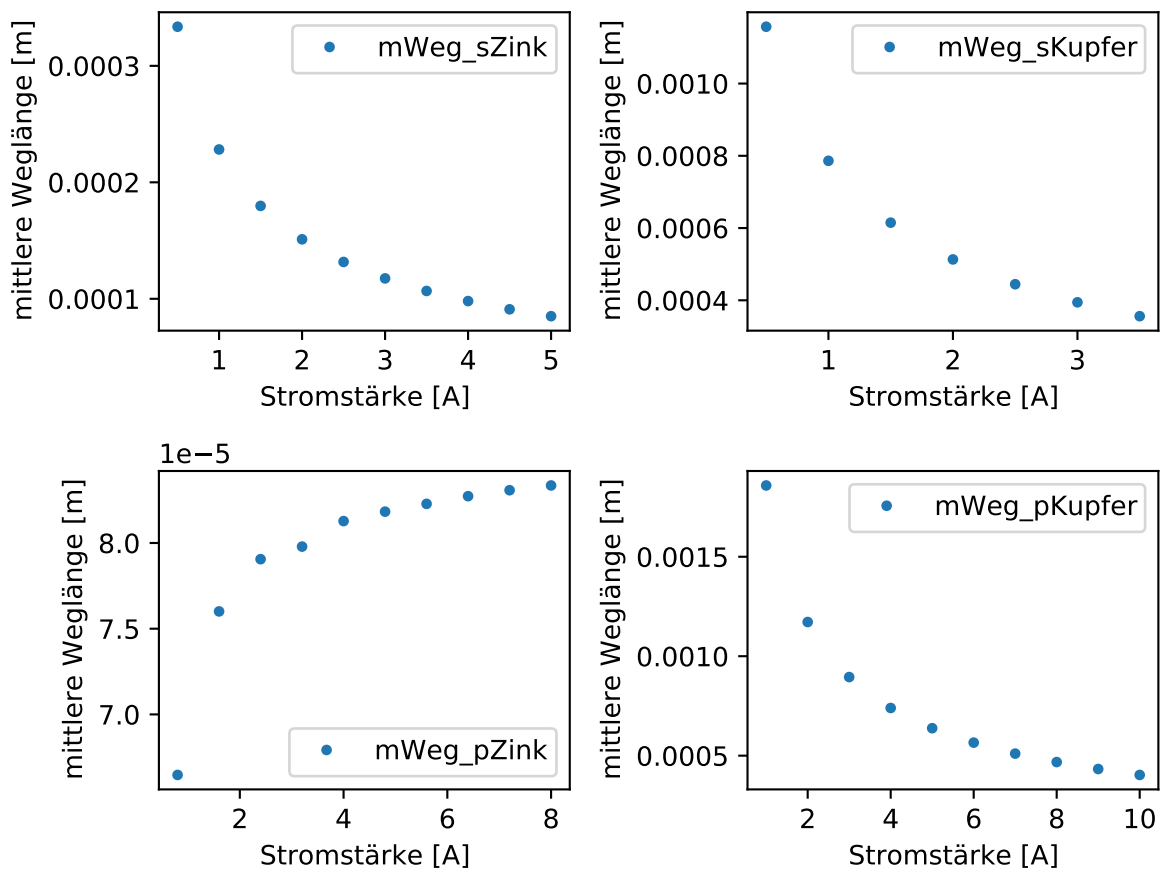 mWeg_sZink
0.0003
0.0002
0.0001
mittlere Weglänge [m]
1 2 3 4 5
Stromstärke [A]
mWeg_sKupfer
0.0010
0.0008
0.0006
0.0004
mittlere Weglänge [m]
1 2 3
Stromstärke [A]
1e−5
8.0
7.5
7.0
mittlere Weglänge [m]
mWeg_pZink
2 4 6 8
Stromstärke [A]
mWeg_pKupfer
0.0015
0.0010
0.0005
mittlere Weglänge [m]
2 4 6 8 10
Stromstärke [A]